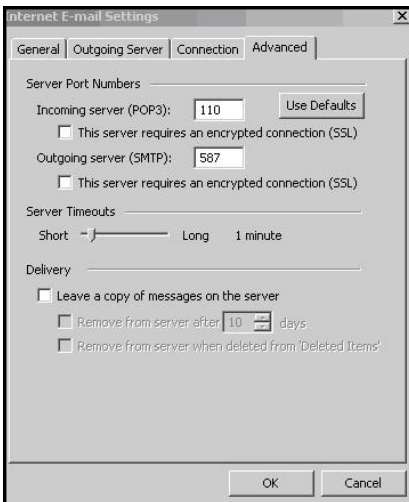 Internet E-mail Settings
General Outgoing Server Connection Advanced
Server Port Numbers
Incoming server (POP3): 110 Use Defaults
This server requires an encrypted connection (SSL)
Outgoing server (SMTP): 587
This server requires an encrypted connection (SSL)
Server Timeouts
Short Long 1 minute
Delivery
Leave a copy of messages on the server
Remove from server after 10 days
Remove from server when deleted from 'Deleted Items'
OK Cancel